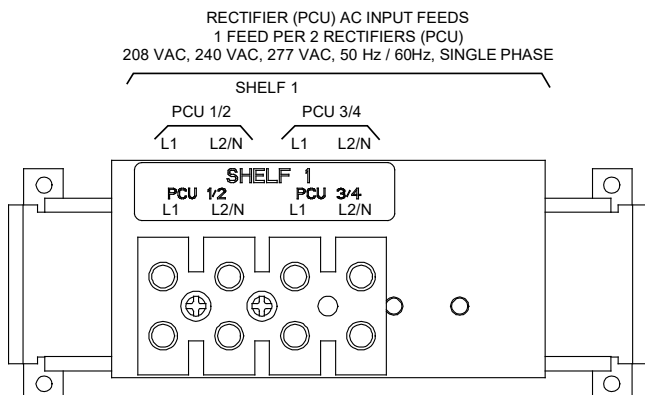 RECTIFIER (PCU) AC INPUT FEEDS
1 FEED PER 2 RECTIFIERS (PCU)
208 VAC, 240 VAC, 277 VAC, 50 Hz / 60Hz, SINGLE PHASE
SHELF 1
PCU 1/2 PCU 3/4
L1 L2/N L1 L2/N
SHELF 1
PCU 1/2 PCU 3/4
L1 L2/N L1 L2/N